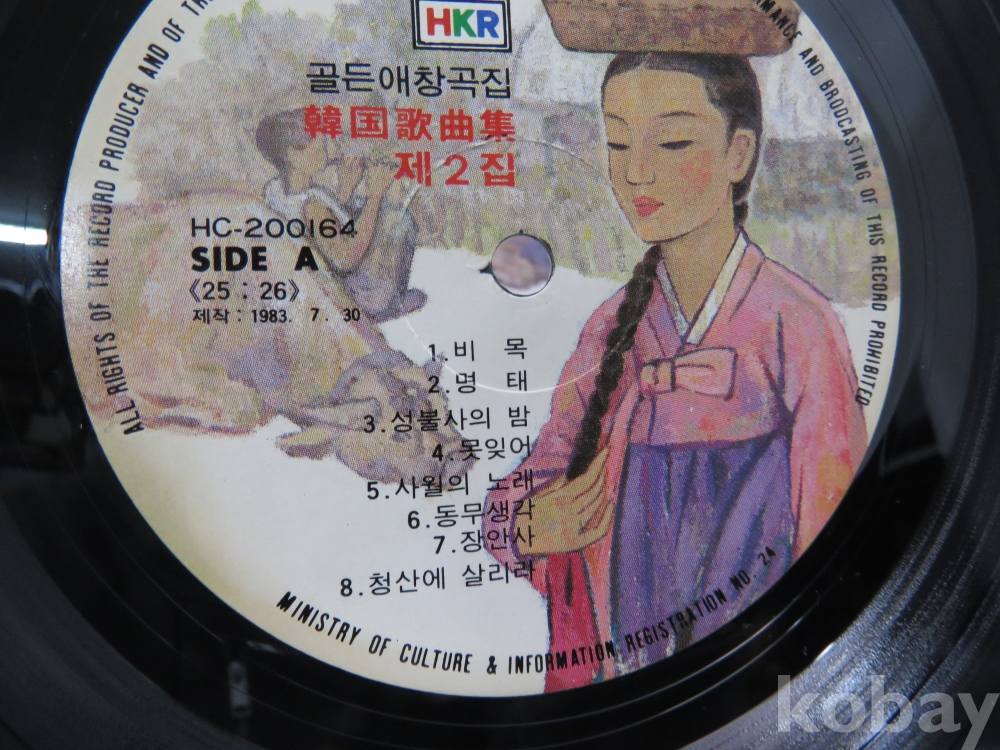 HKR
골든애창곡집
韓国歌曲集
제2집
HC-200164
SIDE A
《25 : 26》
제작 : 1983. 7. 30
1. 비 목
2. 명 태
3. 성불사의 밤
4. 못잊어
5. 사월의 노래
6. 동무생각
7. 장안사
8. 청산에 살리라
ALL RIGHTS OF THE RECORD PRODUCER AND OF THE
AND BRODCASTING OF THIS RECORD PROHIBITED
MINISTRY OF CULTURE & INFORMATION REGISTRATION NO. 24
kobay